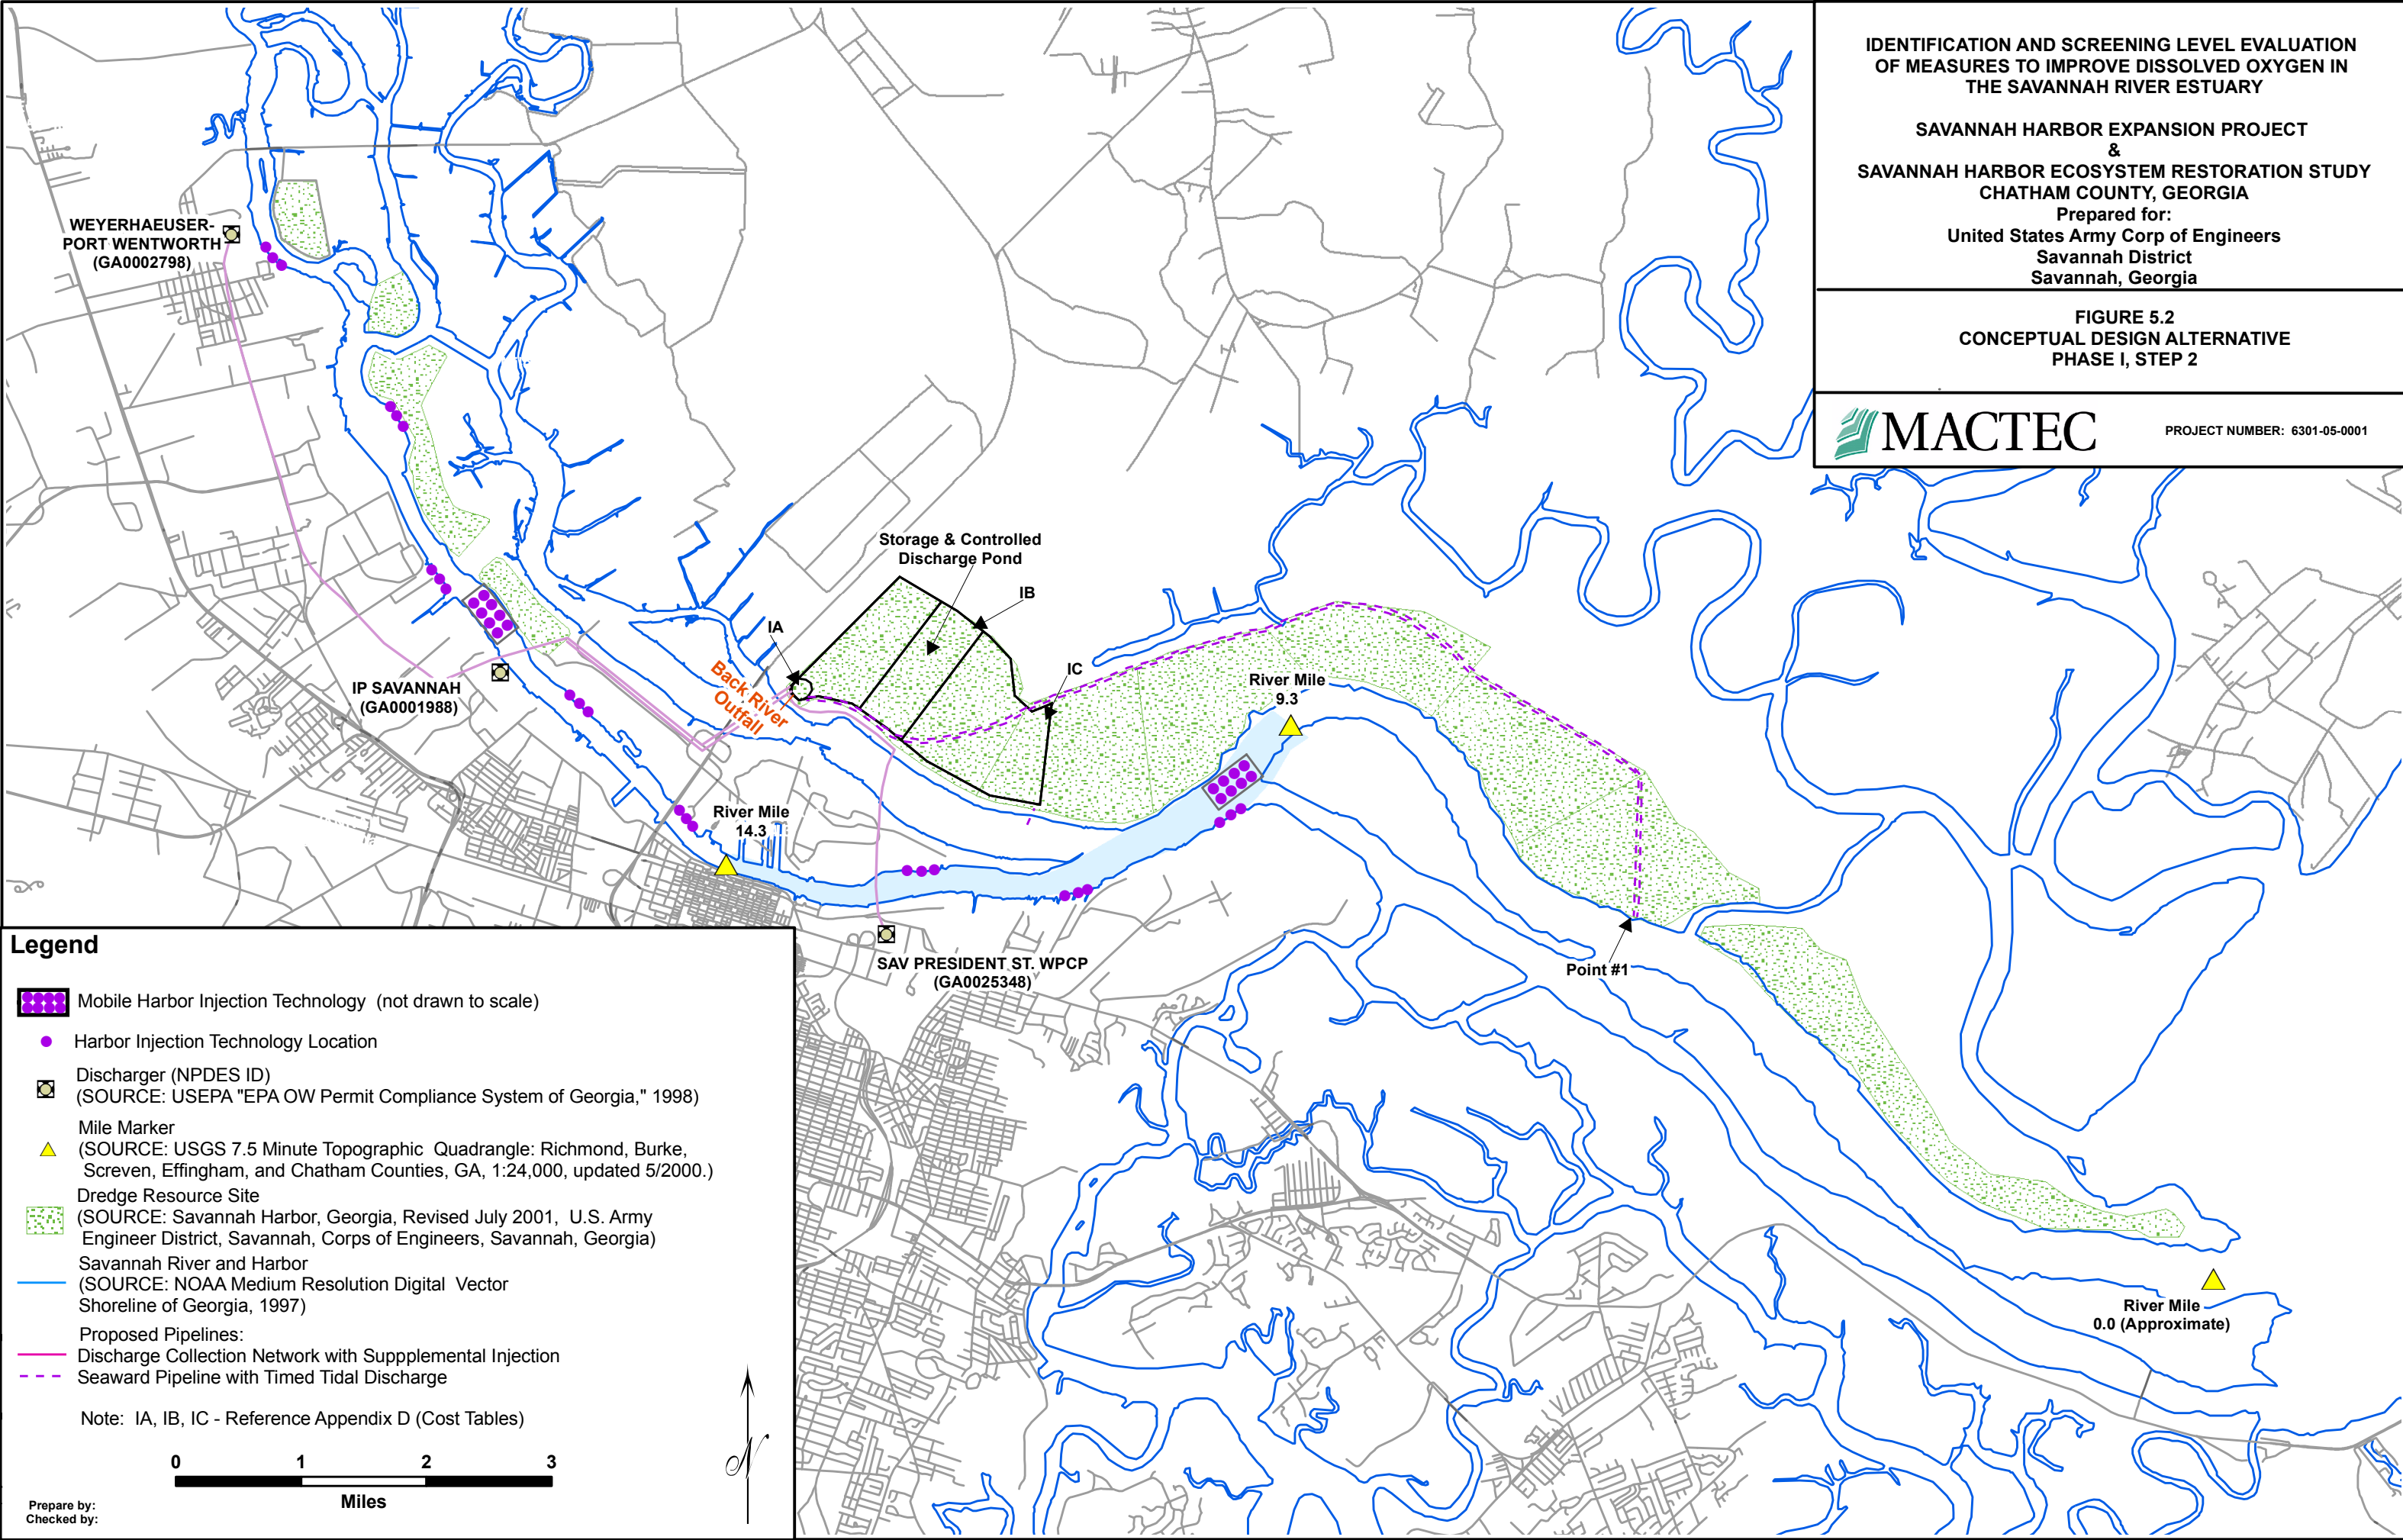 IDENTIFICATION AND SCREENING LEVEL EVALUATION
OF MEASURES TO IMPROVE DISSOLVED OXYGEN IN
THE SAVANNAH RIVER ESTUARY
SAVANNAH HARBOR EXPANSION PROJECT
&
SAVANNAH HARBOR ECOSYSTEM RESTORATION STUDY
CHATHAM COUNTY, GEORGIA
Prepared for:
United States Army Corp of Engineers
Savannah District
Savannah, Georgia
FIGURE 5.2
CONCEPTUAL DESIGN ALTERNATIVE
PHASE I, STEP 2
MACTEC
PROJECT NUMBER: 6301-05-0001
WEYERHAEUSER-
PORT WENTWORTH
(GA0002798)
Storage & Controlled
Discharge Pond
IB
IA
IC
Back River
Outfall
IP SAVANNAH
(GA0001988)
River Mile
9.3
River Mile
14.3
SAV PRESIDENT ST. WPCP
(GA0025348)
Point #1
River Mile
0.0 (Approximate)
Legend
Mobile Harbor Injection Technology (not drawn to scale)
Harbor Injection Technology Location
Discharger (NPDES ID)
(SOURCE: USEPA "EPA OW Permit Compliance System of Georgia," 1998)
Mile Marker
(SOURCE: USGS 7.5 Minute Topographic Quadrangle: Richmond, Burke,
Screven, Effingham, and Chatham Counties, GA, 1:24,000, updated 5/2000.)
Dredge Resource Site
(SOURCE: Savannah Harbor, Georgia, Revised July 2001, U.S. Army
Engineer District, Savannah, Corps of Engineers, Savannah, Georgia)
Savannah River and Harbor
(SOURCE: NOAA Medium Resolution Digital Vector
Shoreline of Georgia, 1997)
Proposed Pipelines:
Discharge Collection Network with Suppplemental Injection
Seaward Pipeline with Timed Tidal Discharge
Note: IA, IB, IC - Reference Appendix D (Cost Tables)
0 1 2 3
Miles
N
Prepare by:
Checked by: